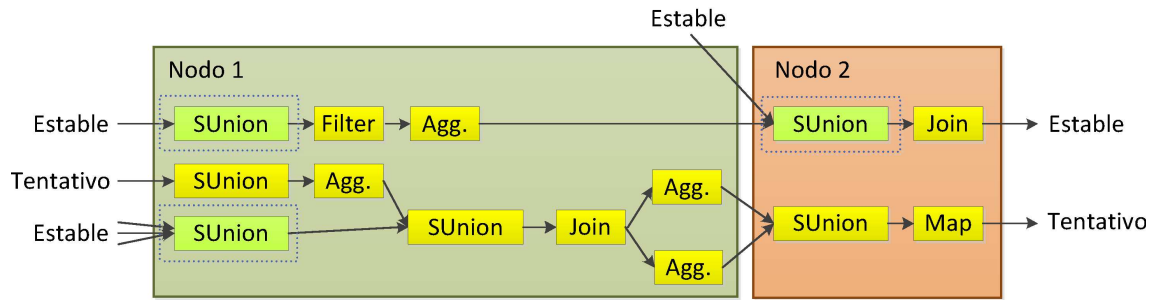 Estable
Nodo 1
Nodo 2
Estable
SUnion
Filter
Agg.
SUnion
Join
Estable
Tentativo
SUnion
Agg.
Agg.
Estable
SUnion
SUnion
Join
SUnion
Map
Tentativo
Agg.